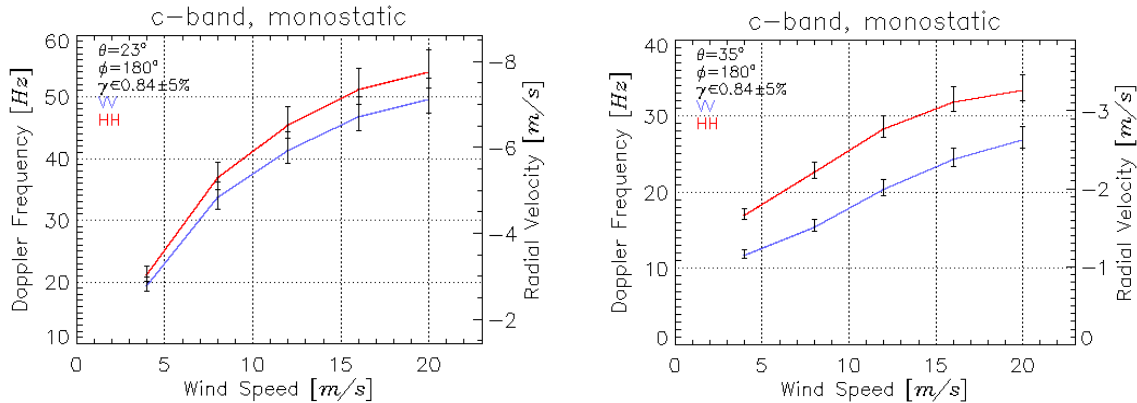 c-band, monostatic
θ=23°
ϕ=180°
γ∈0.84±5%
VV
HH
Doppler Frequency [Hz]
60
50
40
30
20
10
−8
−6
−4
−2
Radial Velocity [m/s]
0 5 10 15 20
Wind Speed [m/s]
c-band, monostatic
θ=35°
ϕ=180°
γ∈0.84±5%
VV
HH
Doppler Frequency [Hz]
40
30
20
10
0
−3
−2
−1
0
Radial Velocity [m/s]
0 5 10 15 20
Wind Speed [m/s]